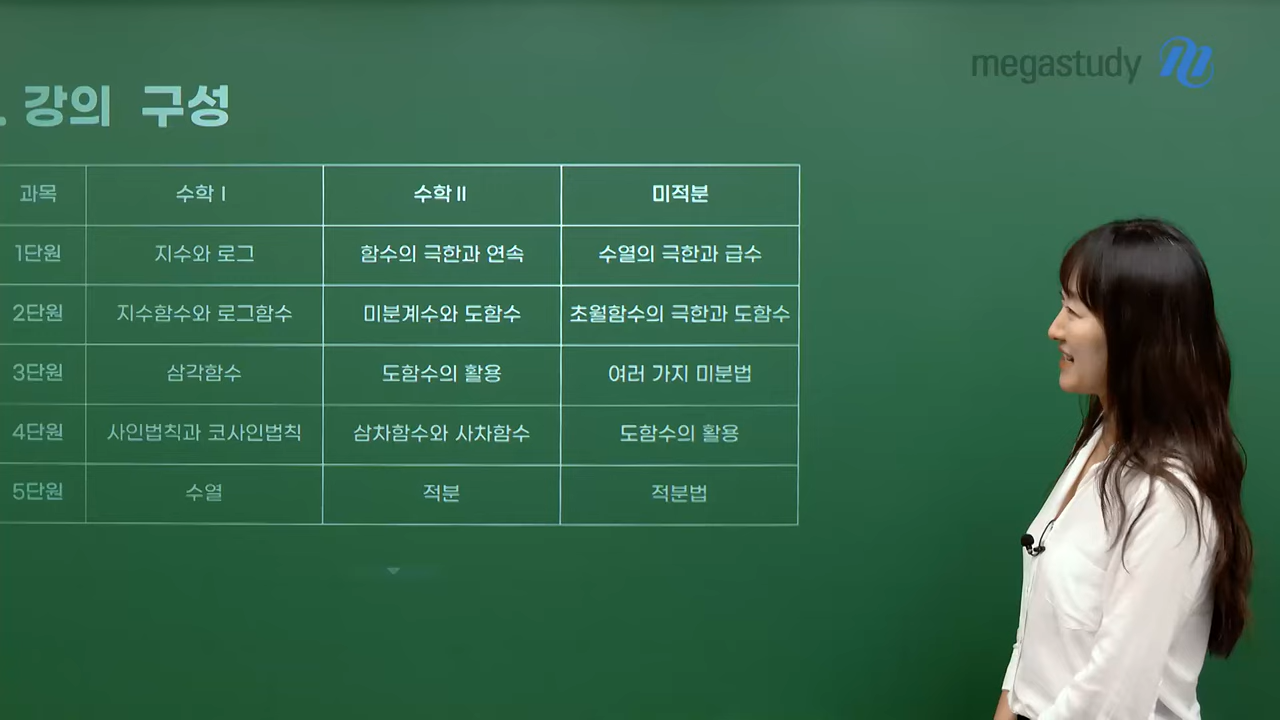 megastudy
. 강의 구성
과목 수학Ⅰ 수학Ⅱ 미적분
1단원 지수와 로그 함수의 극한과 연속 수열의 극한과 급수
2단원 지수함수와 로그함수 미분계수와 도함수 초월함수의 극한과 도함수
3단원 삼각함수 도함수의 활용 여러 가지 미분법
4단원 사인법칙과 코사인법칙 삼차함수와 사차함수 도함수의 활용
5단원 수열 적분 적분법